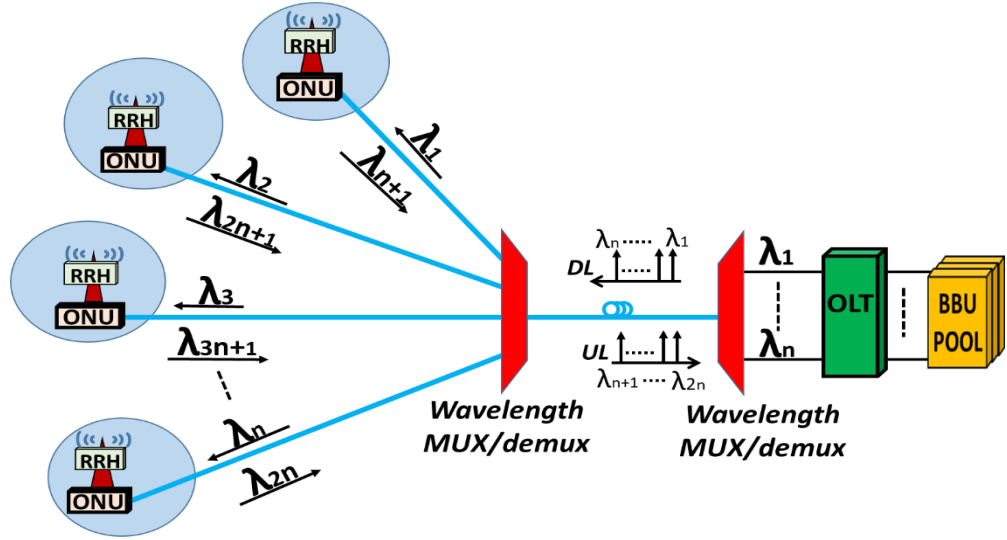 RRH
ONU
λ1
λn+1
RRH
ONU
λ2
λ2n+1
RRH
ONU
λ3
λ3n+1
RRH
ONU
λn
λ2n
λn ..... λ1
DL
UL
λn+1 .... λ2n
Wavelength
MUX/demux
λ1
λn
Wavelength
MUX/demux
OLT
BBU
POOL